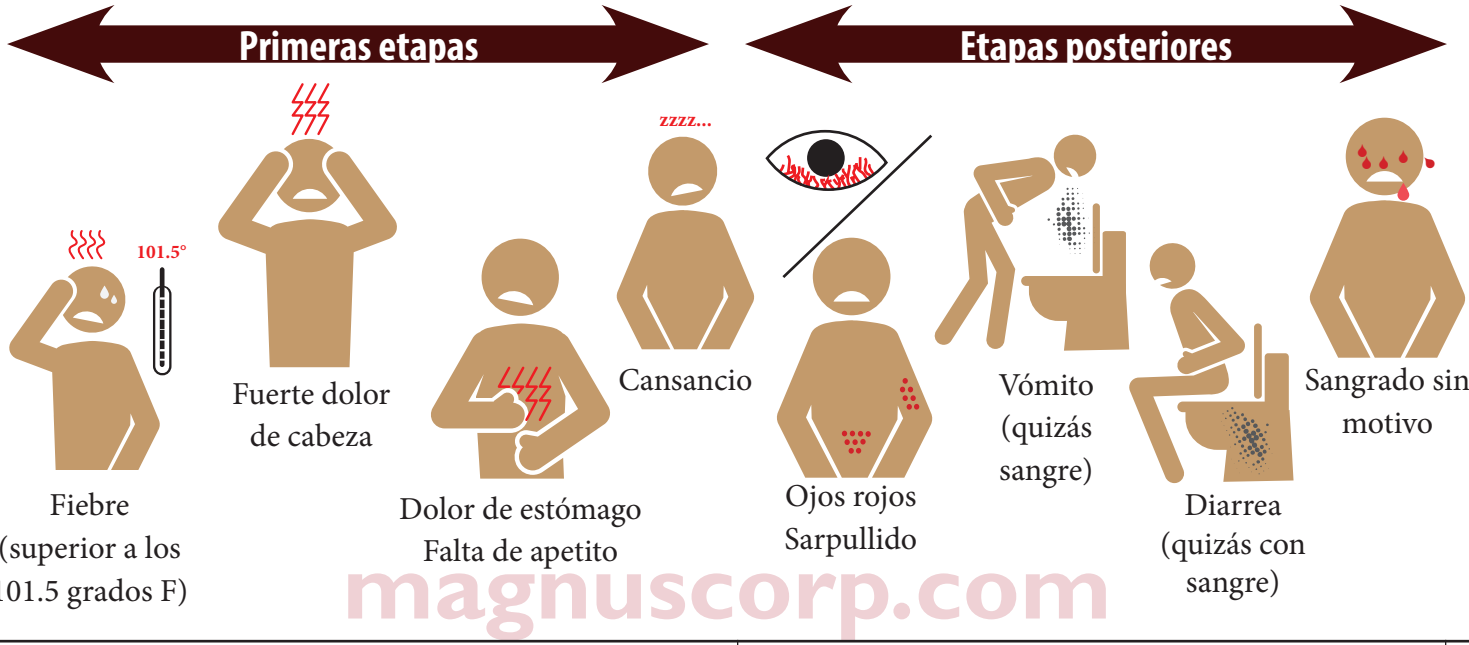 Primeras etapas
Etapas posteriores
101.5°
Fiebre
(superior a los
101.5 grados F)
Fuerte dolor
de cabeza
Dolor de estómago
Falta de apetito
zzzz...
Cansancio
Ojos rojos
Sarpullido
Vómito
(quizás
sangre)
Diarrea
(quizás con
sangre)
Sangrado sin
motivo
magnuscorp.com